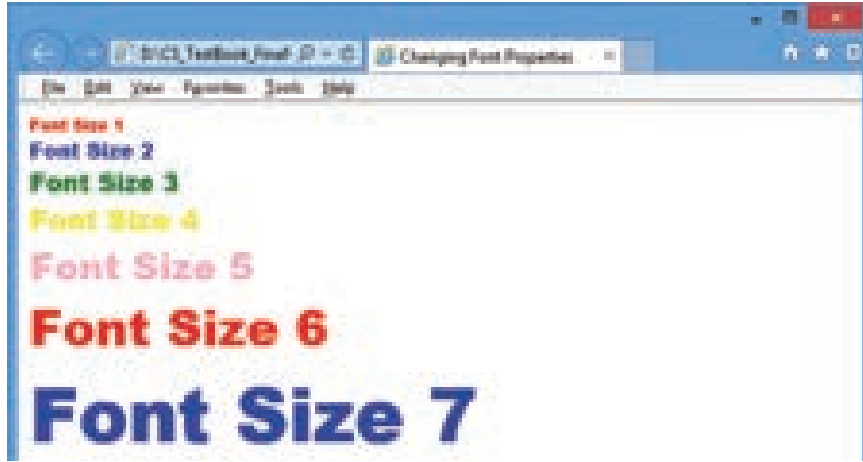 D:\CS_TextBook_Final\
Changing Font Properties
File Edit View Favorites Tools Help
Font Size 1
Font Size 2
Font Size 3
Font Size 4
Font Size 5
Font Size 6
Font Size 7